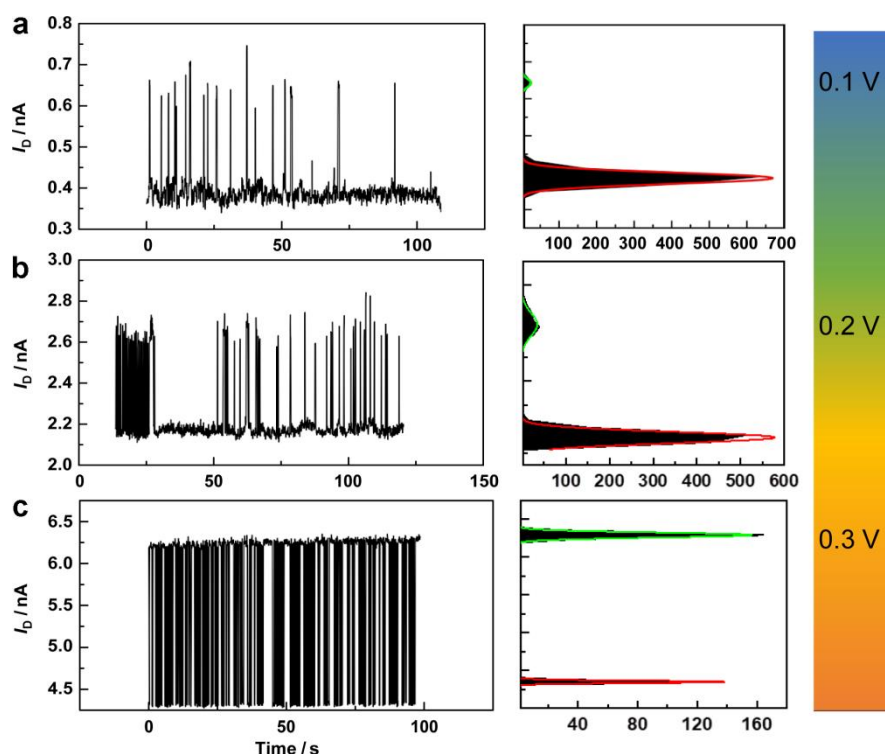 a
0.8
0.7
0.6
0.5
0.4
0.3
I_D / nA
0 50 100
100 200 300 400 500 600 700
0.1 V
b
3.0
2.8
2.6
2.4
2.2
2.0
I_D / nA
0 50 100 150
100 200 300 400 500 600
0.2 V
c
6.5
6.0
5.5
5.0
4.5
I_D / nA
0 50 100
Time / s
40 80 120 160
0.3 V